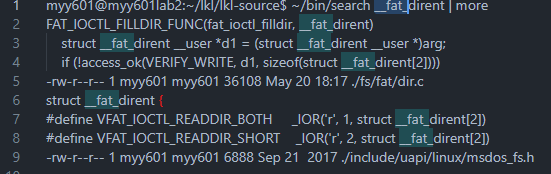 1 myy601@myy601lab2:~/lkl/lkl-source$ ~/bin/search __fat_dirent | more
2 FAT_IOCTL_FILLDIR_FUNC(fat_ioctl_filldir, __fat_dirent)
3 struct __fat_dirent __user *d1 = (struct __fat_dirent __user *)arg;
4 if (!access_ok(VERIFY_WRITE, d1, sizeof(struct __fat_dirent[2])))
5 -rw-r--r-- 1 myy601 myy601 36108 May 20 18:17 ./fs/fat/dir.c
6 struct __fat_dirent {
7 #define VFAT_IOCTL_READDIR_BOTH _IOR('r', 1, struct __fat_dirent[2])
8 #define VFAT_IOCTL_READDIR_SHORT _IOR('r', 2, struct __fat_dirent[2])
9 -rw-r--r-- 1 myy601 myy601 6888 Sep 21 2017 ./include/uapi/linux/msdos_fs.h